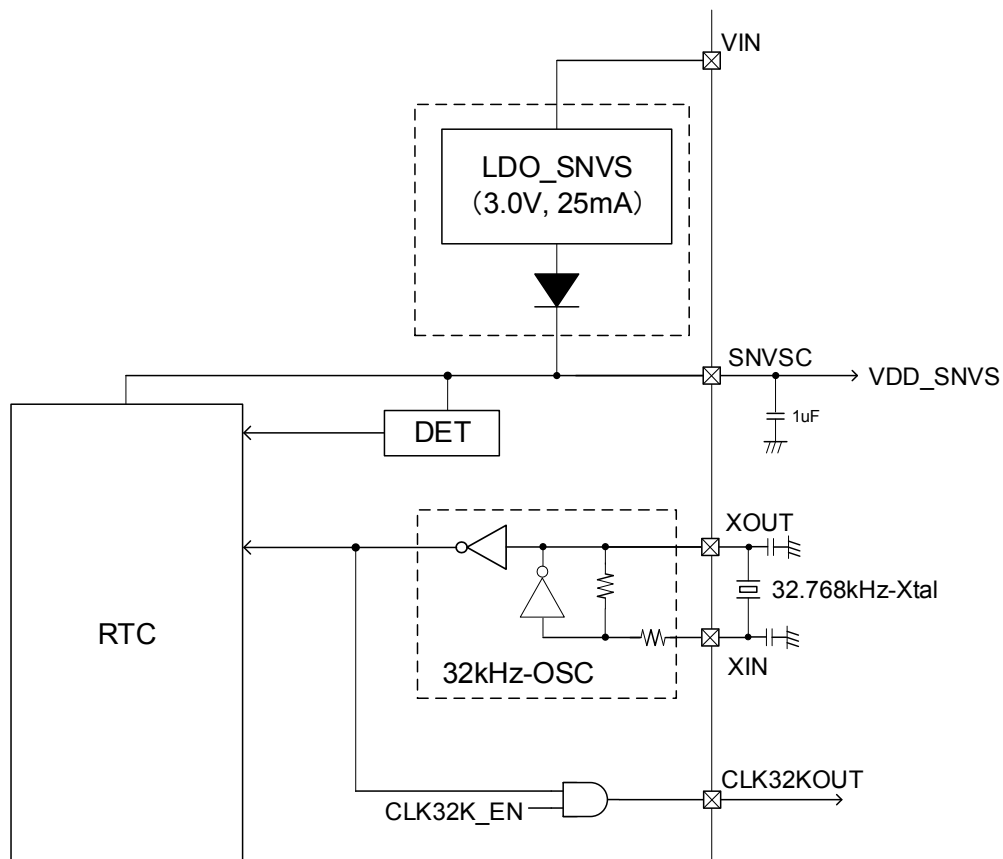 VIN
LDO_SNVS
（3.0V, 25mA）
SNVSC
VDD_SNVS
1uF
DET
XOUT
32.768kHz-Xtal
RTC
XIN
32kHz-OSC
CLK32KOUT
CLK32K_EN